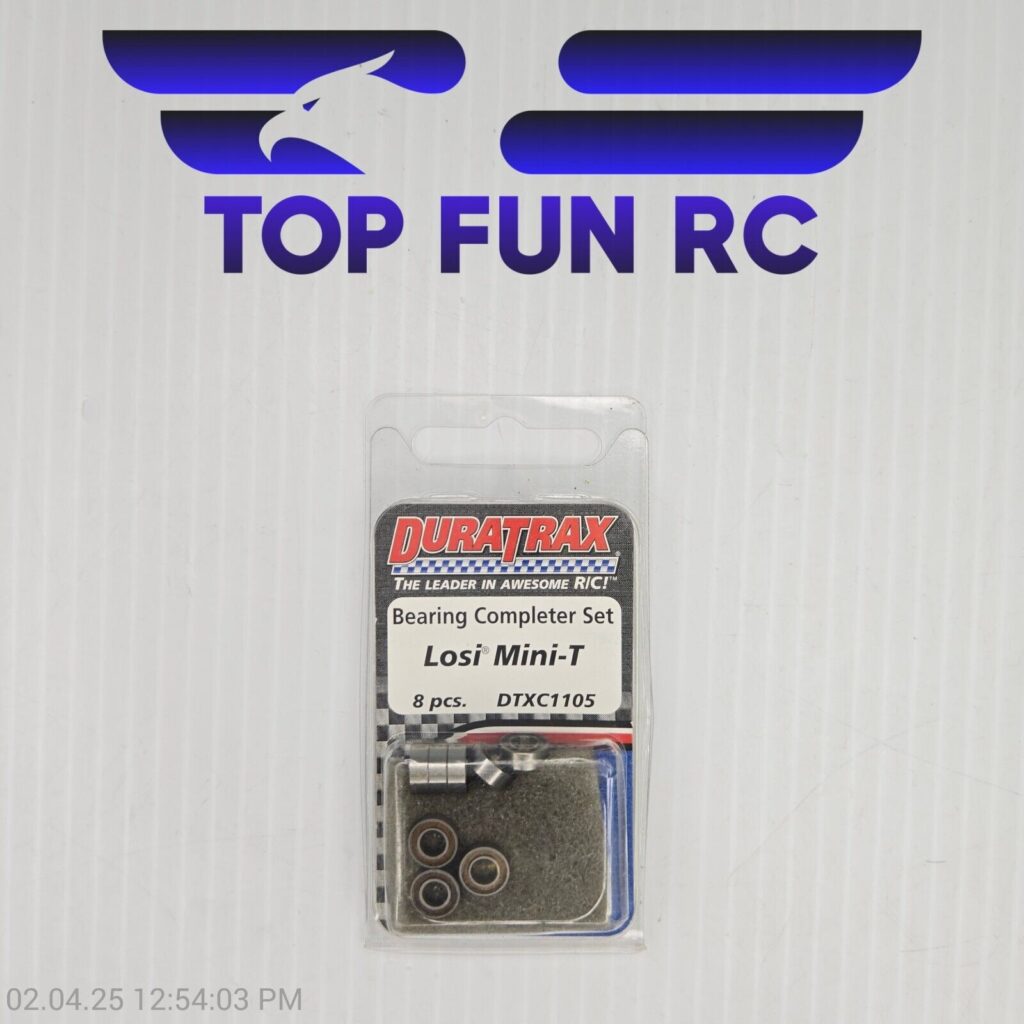 TOP FUN RC
DURATRAX®
THE LEADER IN AWESOME R/C!™
Bearing Completer Set
Losi® Mini-T
8 pcs. DTXC1105
02.04.25 12:54:03 PM